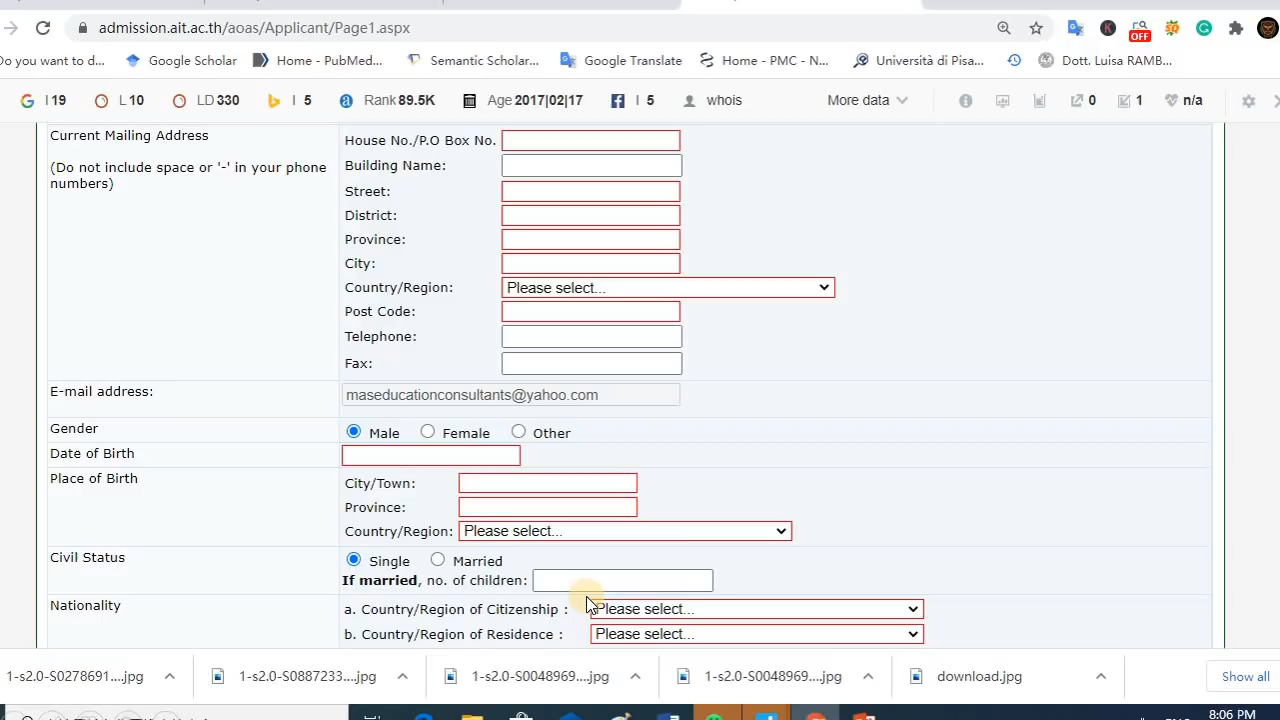 admission.ait.ac.th/aoas/Applicant/Page1.aspx
OFF
Do you want to d... Google Scholar Home - PubMed... Semantic Scholar... Google Translate Home - PMC - N... Università di Pisa... Dott. Luisa RAMB...
I 19 L 10 LD 330 I 5 Rank 89.5K Age 2017|02|17 I 5 whois More data 0 1 n/a
Current Mailing Address
(Do not include space or '-' in your phone
numbers)
House No./P.O Box No.
Building Name:
Street:
District:
Province:
City:
Country/Region: Please select...
Post Code:
Telephone:
Fax:
E-mail address: maseducationconsultants@yahoo.com
Gender Male Female Other
Date of Birth
Place of Birth City/Town:
Province:
Country/Region: Please select...
Civil Status Single Married
If married, no. of children:
Nationality a. Country/Region of Citizenship : Please select...
b. Country/Region of Residence : Please select...
1-s2.0-S0278691....jpg 1-s2.0-S0887233....jpg 1-s2.0-S0048969....jpg 1-s2.0-S0048969....jpg download.jpg Show all
8:06 PM